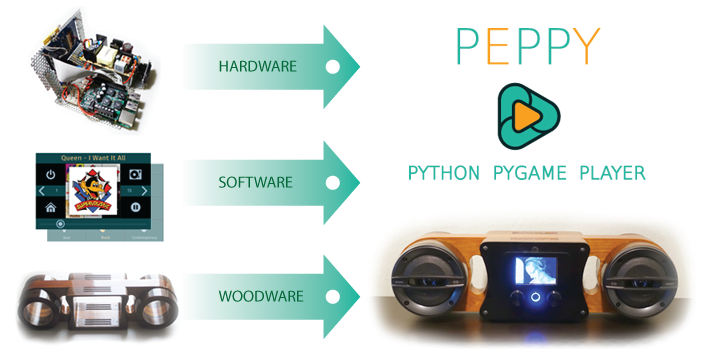 HARDWARE
PEPPY
PYTHON PYGAME PLAYER
Queen - I Want It All
SOFTWARE
WOODWARE